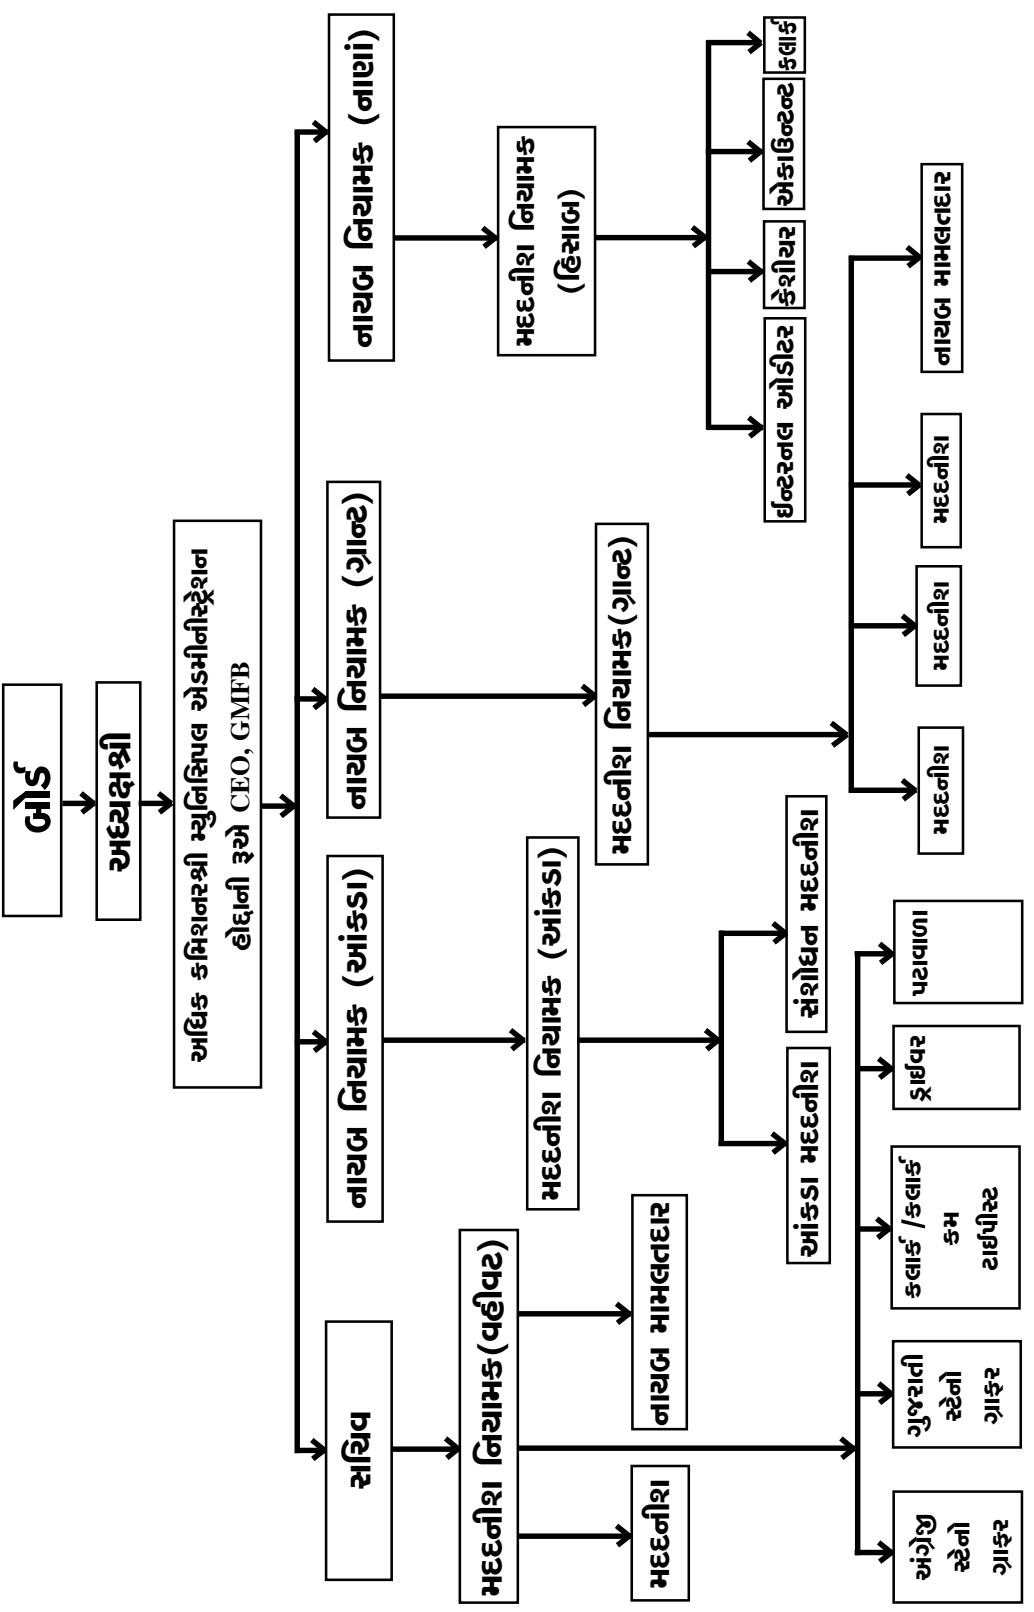 બોર્ડ
અધ્યક્ષશ્રી
અધિક કમિશનરશ્રી મ્યુનિસિપલ એડમીનીસ્ટ્રેશન
હોદ્દાની રૂએ CEO, GMFB
સચિવ
નાયબ નિયામક (આંકડા)
નાયબ નિયામક (ગ્રાન્ટ)
નાયબ નિયામક (નાણાં)
મદદનીશ નિયામક(વહીવટ)
મદદનીશ નિયામક (આંકડા)
મદદનીશ નિયામક(ગ્રાન્ટ)
મદદનીશ નિયામક
(હિસાબ)
મદદનીશ
નાયબ મામલતદાર
આંકડા મદદનીશ
સંશોધન મદદનીશ
ઇન્ટરનલ ઓડીટર
કેશીયર
એકાઉન્ટન્ટ
કલાર્ક
મદદનીશ
મદદનીશ
મદદનીશ
નાયબ મામલતદાર
અંગ્રેજી
સ્ટેનો
ગ્રાફર
ગુજરાતી
સ્ટેનો
ગ્રાફર
કલાર્ક /કલાર્ક
કમ
ટાઈપીસ્ટ
ડ્રાઈવર
પટાવાળા